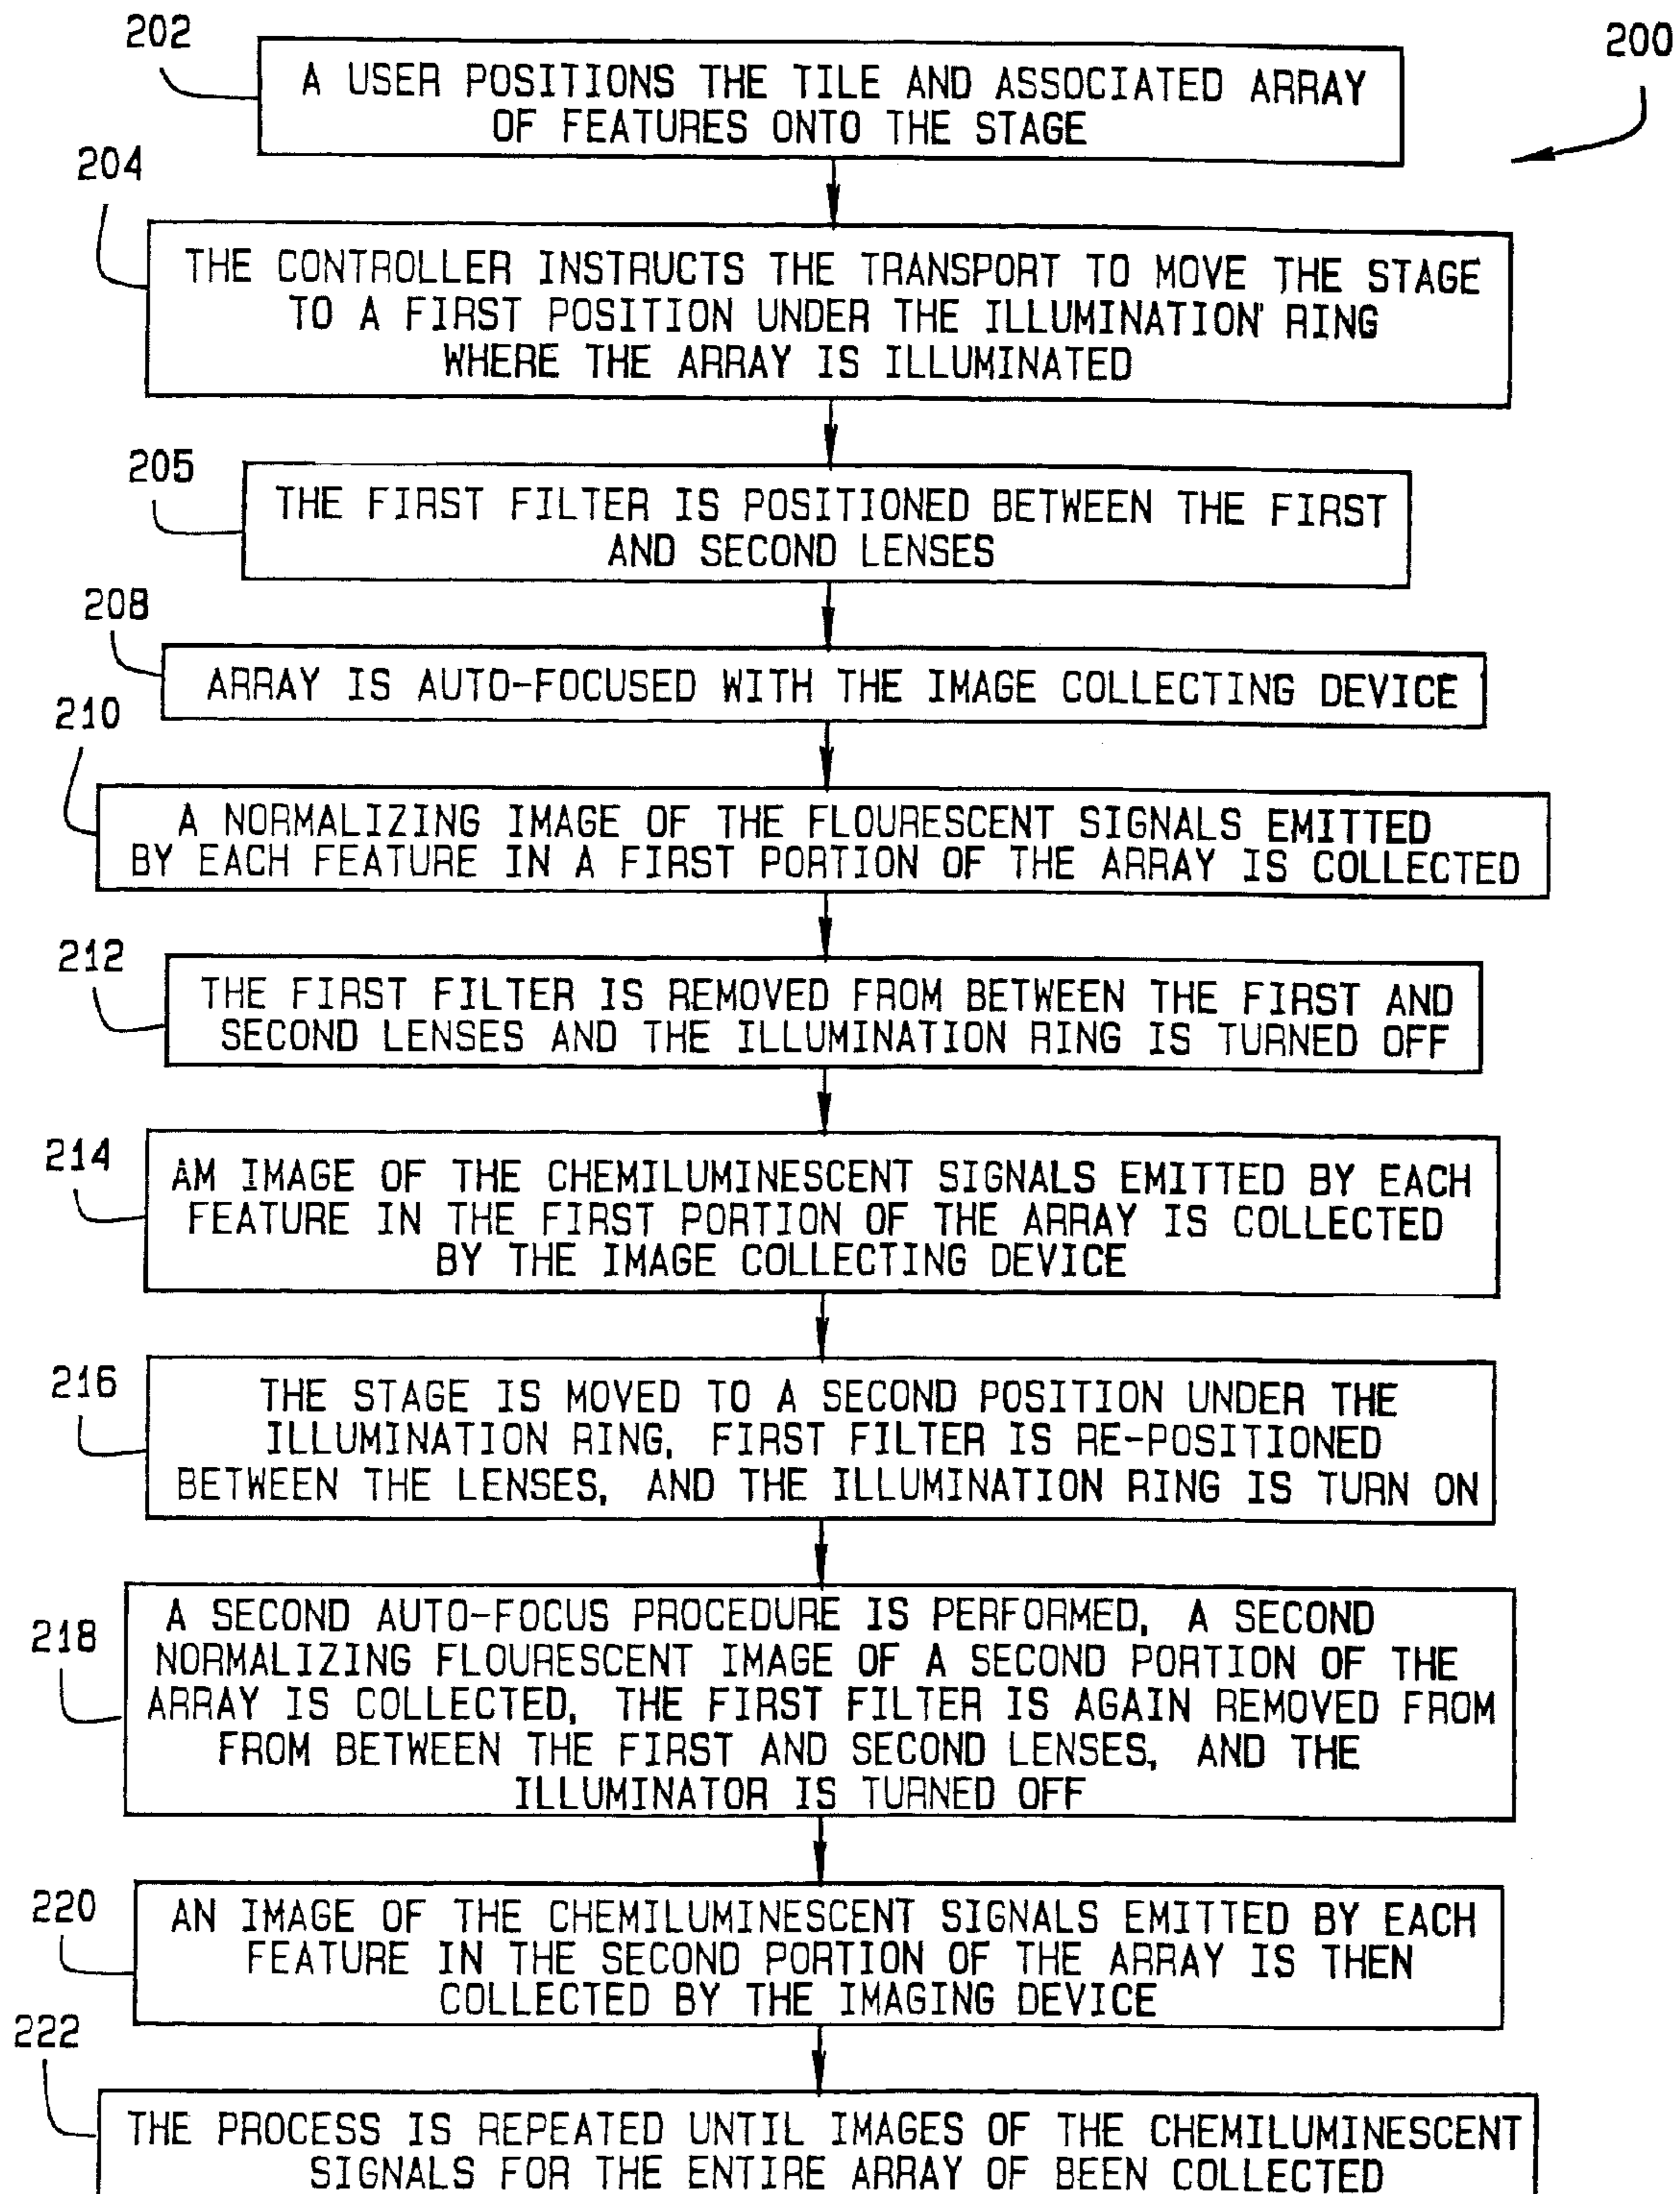 202
200
A USER POSITIONS THE TILE AND ASSOCIATED ARRAY
OF FEATURES ONTO THE STAGE
204
THE CONTROLLER INSTRUCTS THE TRANSPORT TO MOVE THE STAGE
TO A FIRST POSITION UNDER THE ILLUMINATION' RING
WHERE THE ARRAY IS ILLUMINATED
205
THE FIRST FILTER IS POSITIONED BETWEEN THE FIRST
AND SECOND LENSES
208
ARRAY IS AUTO-FOCUSED WITH THE IMAGE COLLECTING DEVICE
210
A NORMALIZING IMAGE OF THE FLOURESCENT SIGNALS EMITTED
BY EACH FEATURE IN A FIRST PORTION OF THE ARRAY IS COLLECTED
212
THE FIRST FILTER IS REMOVED FROM BETWEEN THE FIRST AND
SECOND LENSES AND THE ILLUMINATION RING IS TURNED OFF
214
AM IMAGE OF THE CHEMILUMINESCENT SIGNALS EMITTED BY EACH
FEATURE IN THE FIRST PORTION OF THE ARRAY IS COLLECTED
BY THE IMAGE COLLECTING DEVICE
216
THE STAGE IS MOVED TO A SECOND POSITION UNDER THE
ILLUMINATION RING, FIRST FILTER IS RE-POSITIONED
BETWEEN THE LENSES, AND THE ILLUMINATION RING IS TURN ON
218
A SECOND AUTO-FOCUS PROCEDURE IS PERFORMED, A SECOND
NORMALIZING FLOURESCENT IMAGE OF A SECOND PORTION OF THE
ARRAY IS COLLECTED, THE FIRST FILTER IS AGAIN REMOVED FROM
FROM BETWEEN THE FIRST AND SECOND LENSES, AND THE
ILLUMINATOR IS TURNED OFF
220
AN IMAGE OF THE CHEMILUMINESCENT SIGNALS EMITTED BY EACH
FEATURE IN THE SECOND PORTION OF THE ARRAY IS THEN
COLLECTED BY THE IMAGING DEVICE
222
THE PROCESS IS REPEATED UNTIL IMAGES OF THE CHEMILUMINESCENT
SIGNALS FOR THE ENTIRE ARRAY OF BEEN COLLECTED